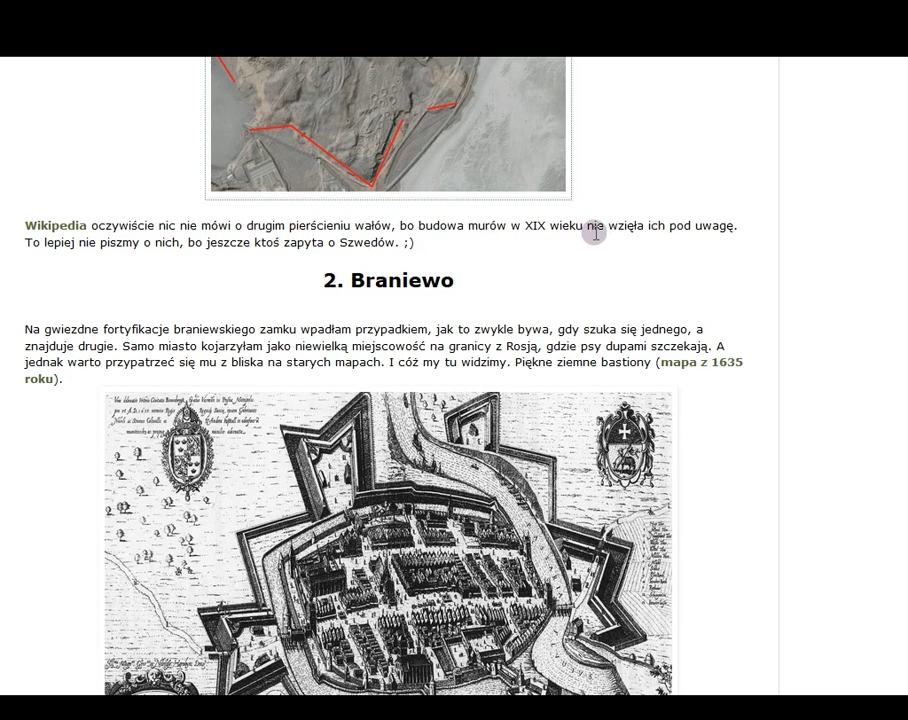 Wikipedia oczywiście nic nie mówi o drugim pierścieniu wałów, bo budowa murów w XIX wieku nie wzięła ich pod uwagę.
To lepiej nie piszmy o nich, bo jeszcze ktoś zapyta o Szwedów. ;)
2. Braniewo
Na gwiezdne fortyfikacje braniewskiego zamku wpadłam przypadkiem, jak to zwykle bywa, gdy szuka się jednego, a
znajduje drugie. Samo miasto kojarzyłam jako niewielką miejscowość na granicy z Rosją, gdzie psy dupami szczekają. A
jednak warto przypatrzeć się mu z bliska na starych mapach. I cóż my tu widzimy. Piękne ziemne bastiony (mapa z 1635
roku).